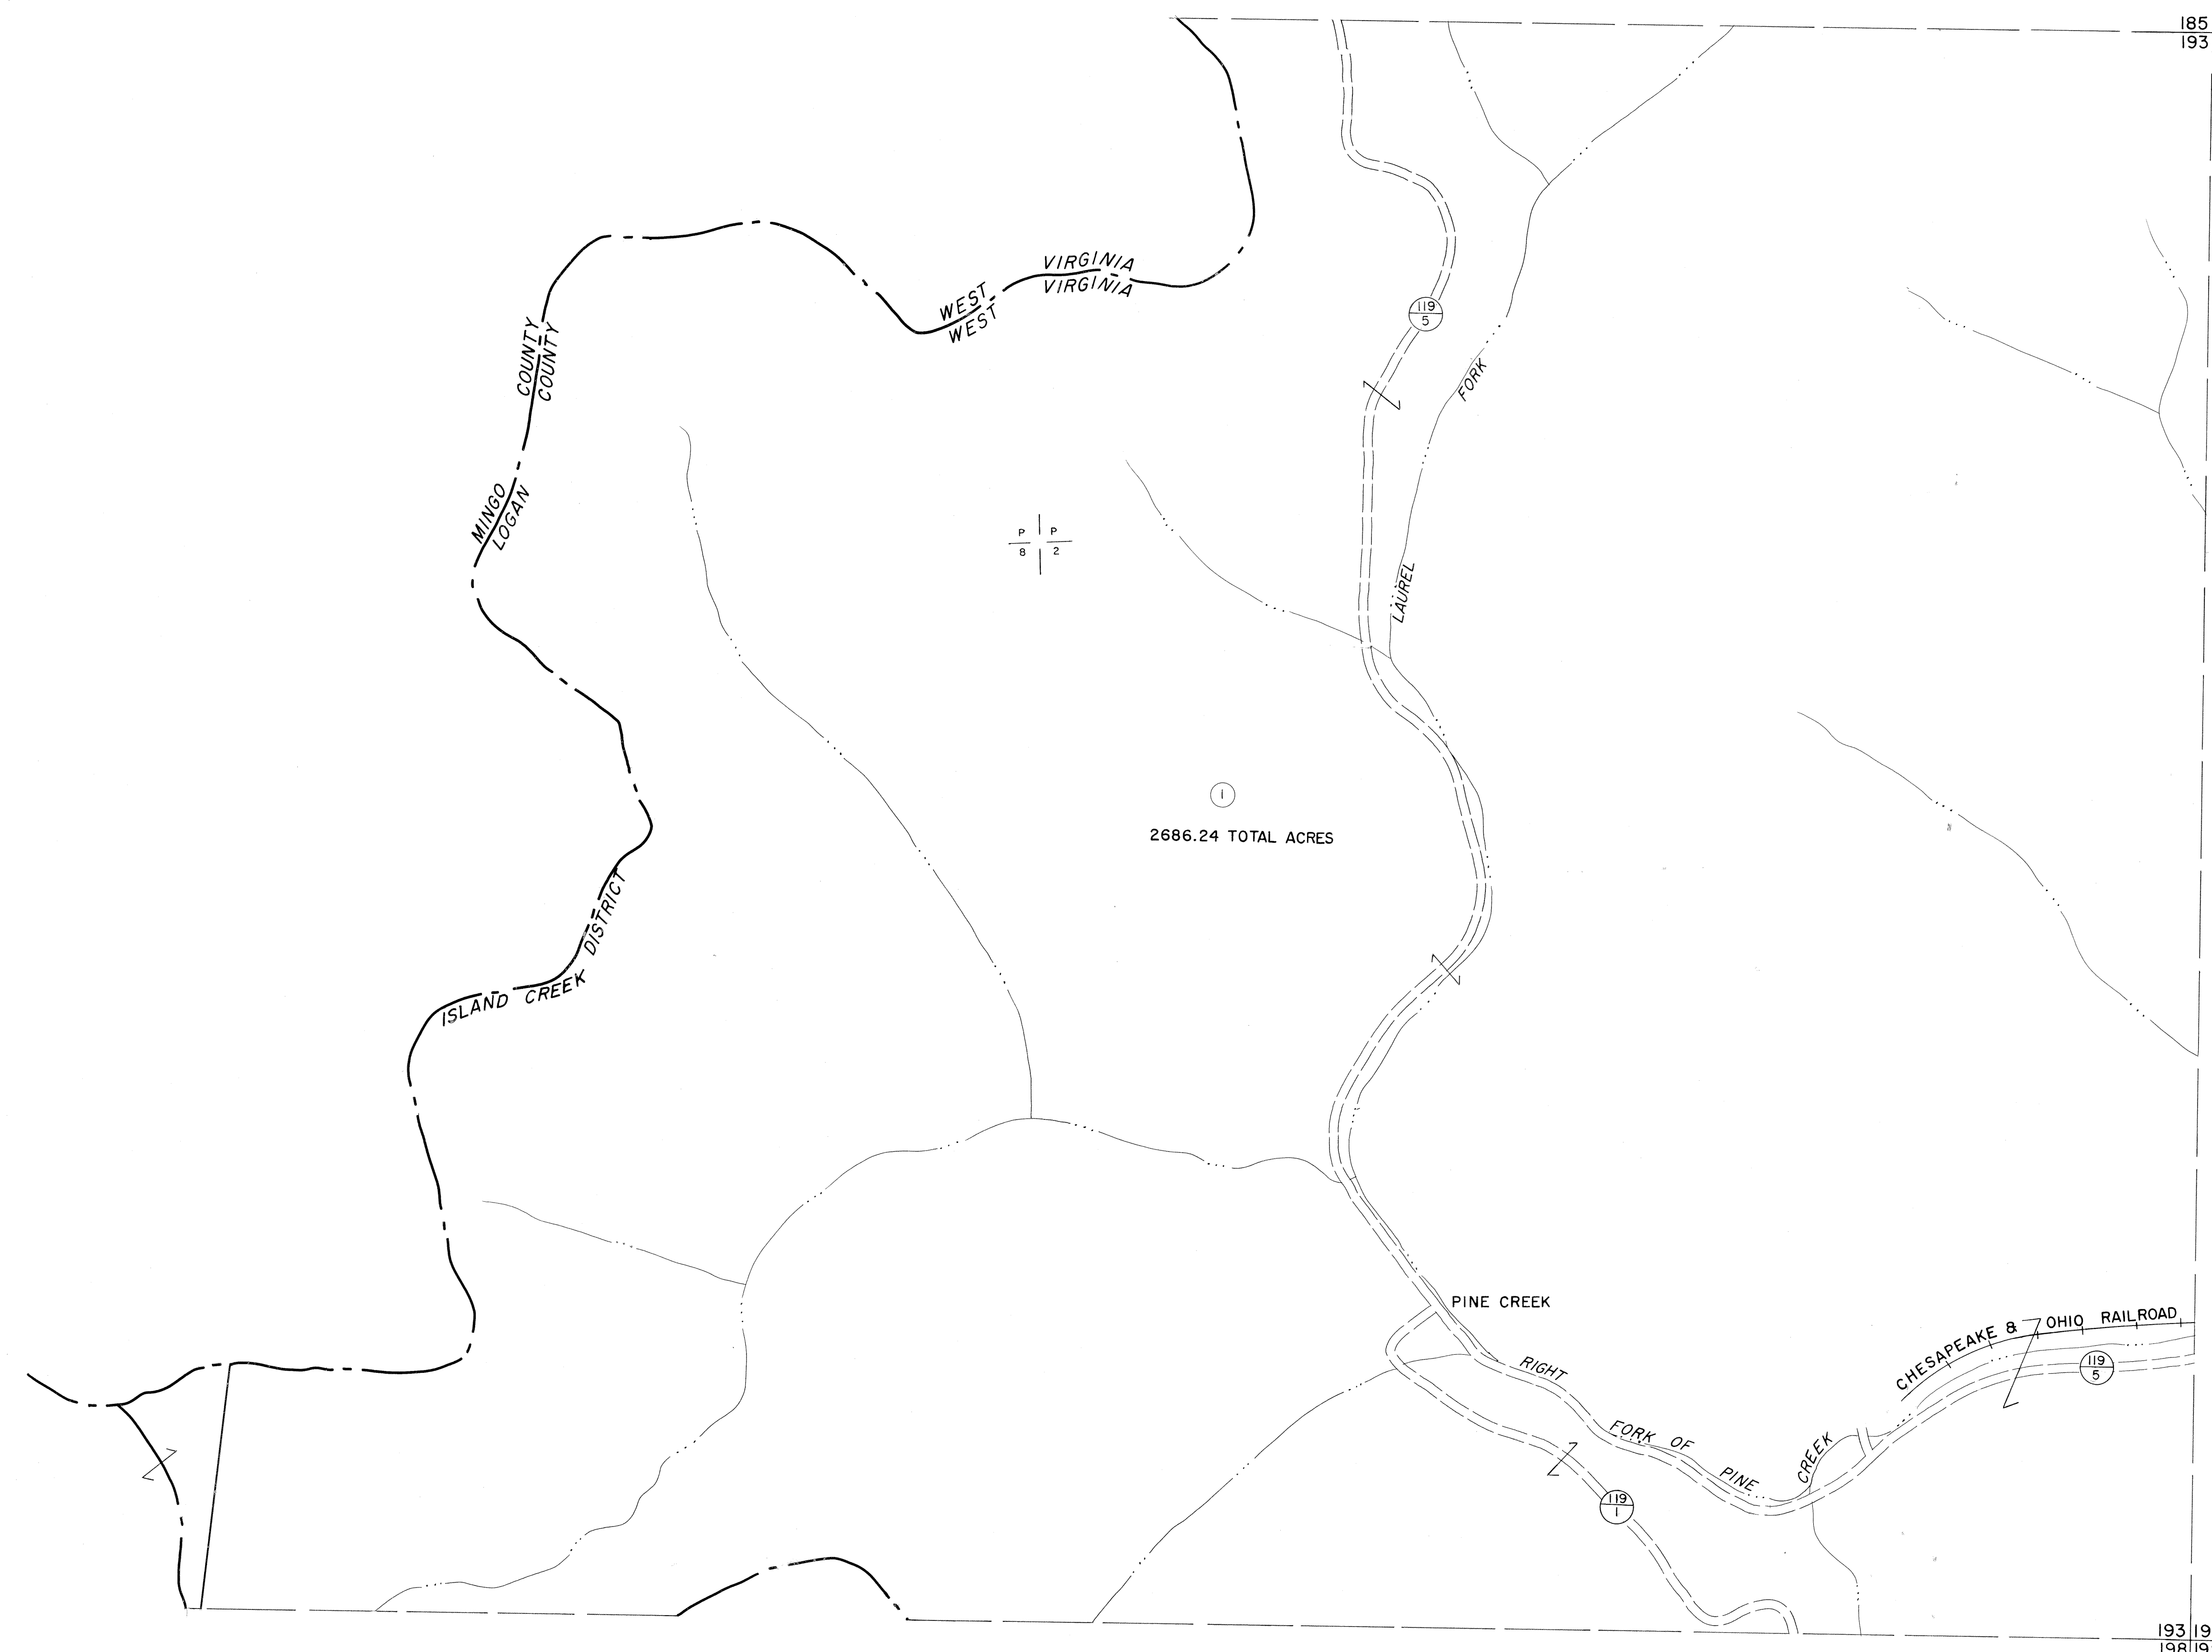 185
193
WEST VIRGINIA
WEST VIRGINIA
119
5
MINGO COUNTY
LOGAN COUNTY
LAUREL FORK
P P
8 2
1
2686.24 TOTAL ACRES
ISLAND CREEK DISTRICT
PINE CREEK
RIGHT FORK OF PINE CREEK
CHESAPEAKE & OHIO RAILROAD
119
5
119
1
193 19
198 19